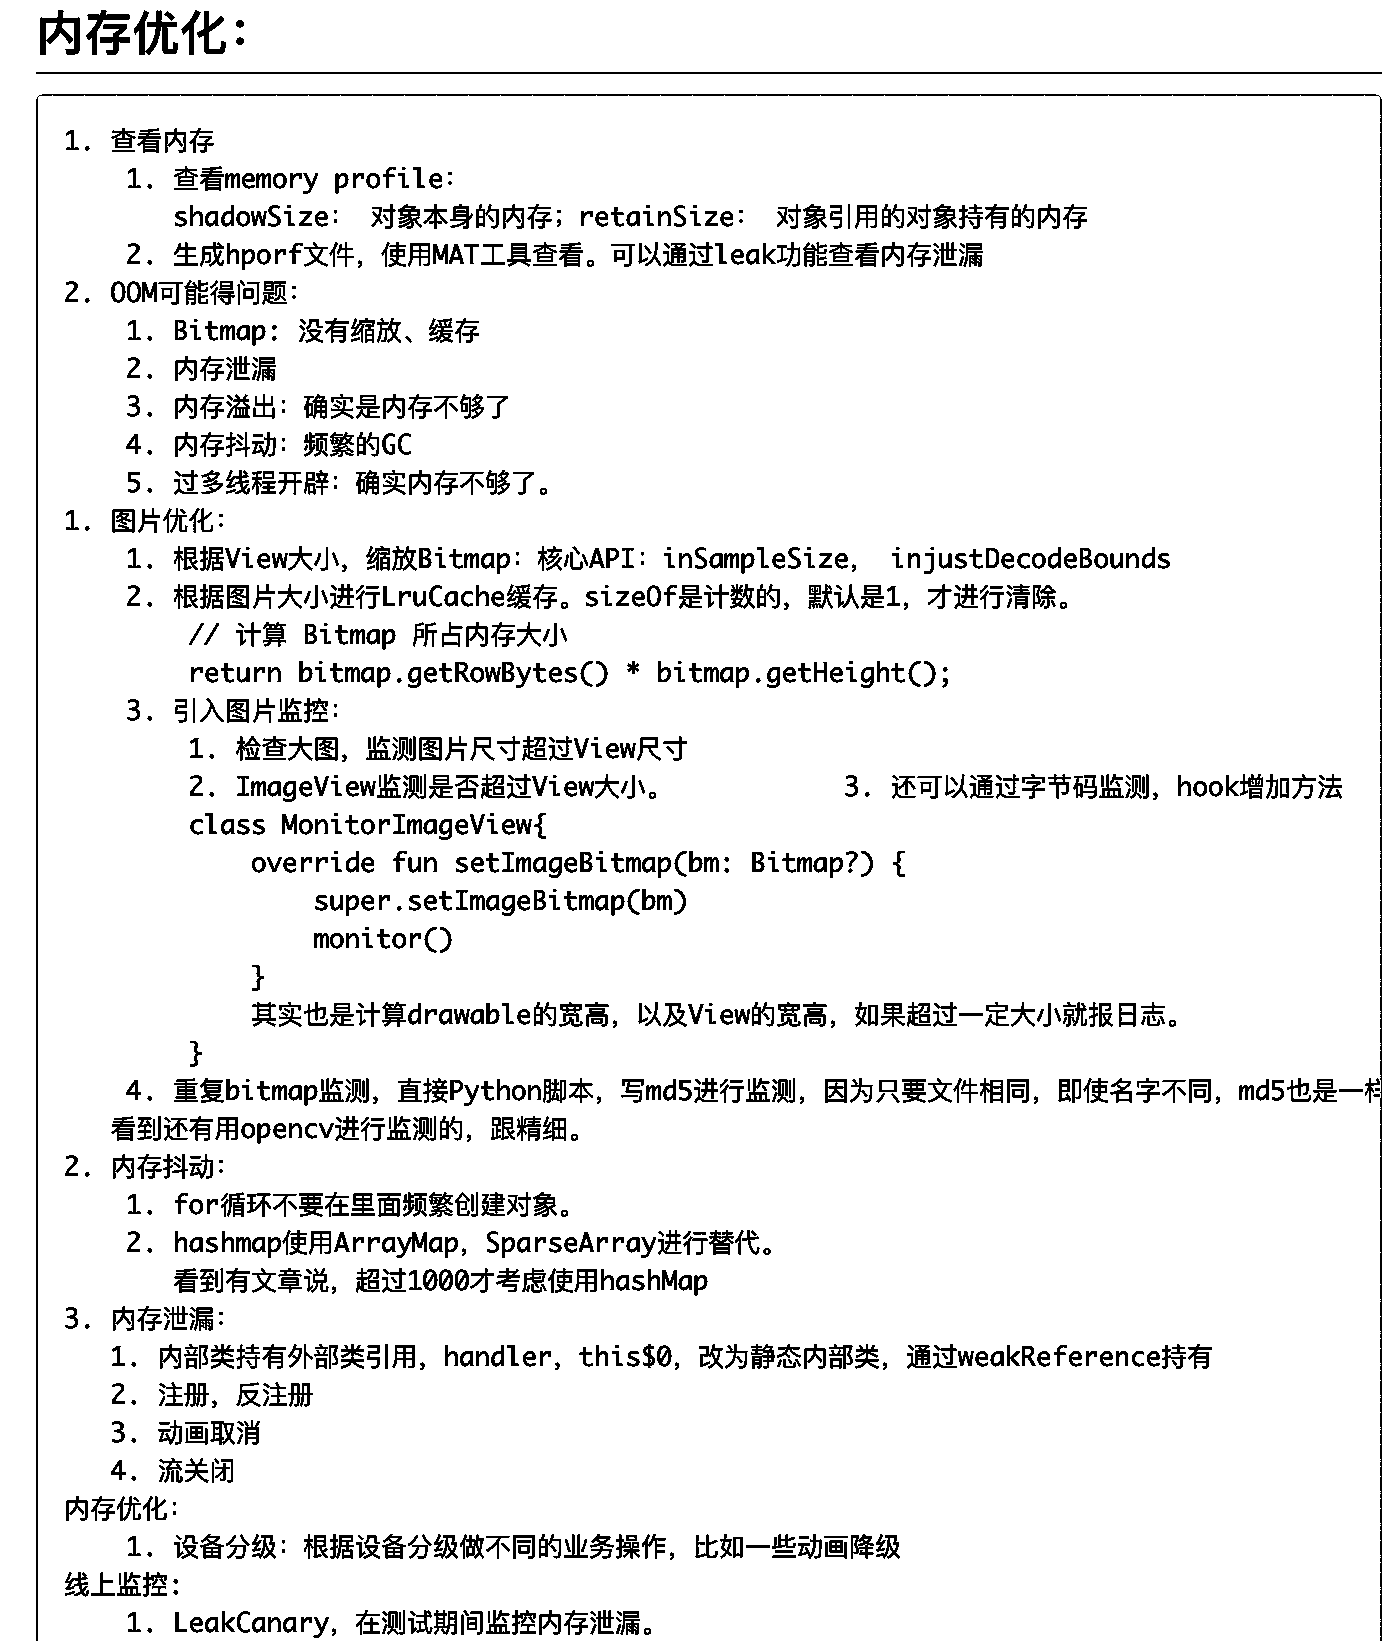 内存优化：
1. 查看内存
1. 查看memory profile：
shadowSize： 对象本身的内存；retainSize： 对象引用的对象持有的内存
2. 生成hporf文件，使用MAT工具查看。可以通过leak功能查看内存泄漏
2. OOM可能得问题：
1. Bitmap: 没有缩放、缓存
2. 内存泄漏
3. 内存溢出：确实是内存不够了
4. 内存抖动：频繁的GC
5. 过多线程开辟：确实内存不够了。
1. 图片优化：
1. 根据View大小，缩放Bitmap：核心API：inSampleSize， injustDecodeBounds
2. 根据图片大小进行LruCache缓存。sizeOf是计数的，默认是1，才进行清除。
// 计算 Bitmap 所占内存大小
return bitmap.getRowBytes() * bitmap.getHeight();
3. 引入图片监控：
1. 检查大图，监测图片尺寸超过View尺寸
2. ImageView监测是否超过View大小。 3. 还可以通过字节码监测，hook增加方法
class MonitorImageView{
override fun setImageBitmap(bm: Bitmap?) {
super.setImageBitmap(bm)
monitor()
}
其实也是计算drawable的宽高，以及View的宽高，如果超过一定大小就报日志。
}
4. 重复bitmap监测，直接Python脚本，写md5进行监测，因为只要文件相同，即使名字不同，md5也是一样
看到还有用opencv进行监测的，跟精细。
2. 内存抖动：
1. for循环不要在里面频繁创建对象。
2. hashmap使用ArrayMap，SparseArray进行替代。
看到有文章说，超过1000才考虑使用hashMap
3. 内存泄漏：
1. 内部类持有外部类引用，handler，this$0，改为静态内部类，通过weakReference持有
2. 注册，反注册
3. 动画取消
4. 流关闭
内存优化：
1. 设备分级：根据设备分级做不同的业务操作，比如一些动画降级
线上监控：
1. LeakCanary，在测试期间监控内存泄漏。